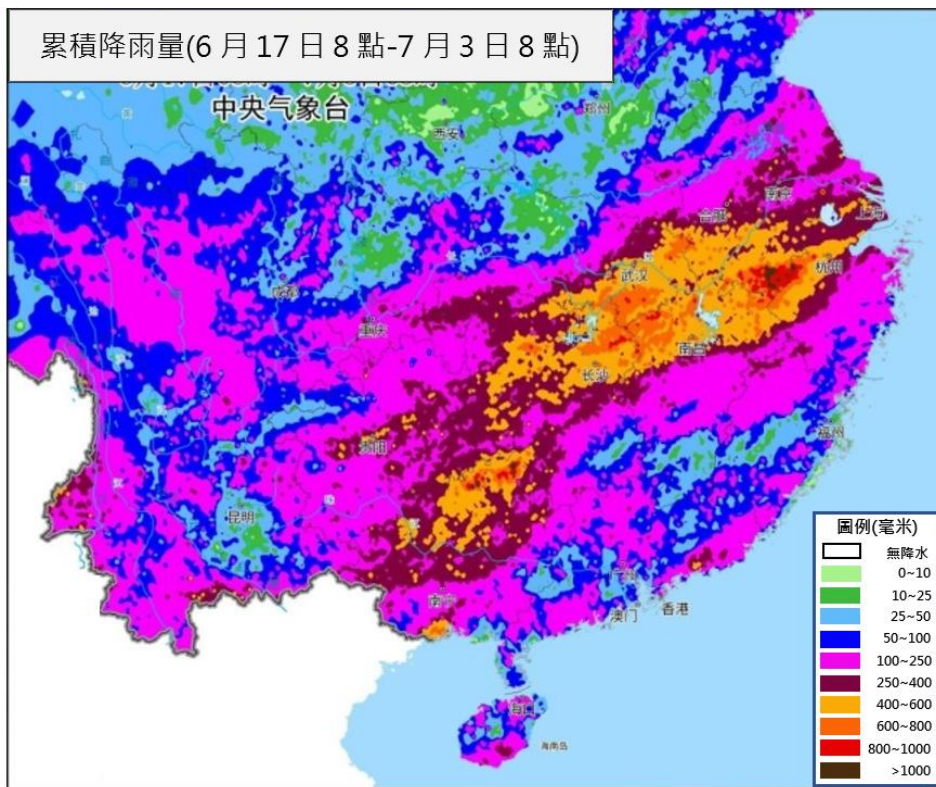 累積降雨量(6 月 17 日 8 點-7 月 3 日 8 點)
中央气象台
郑州
西安
南京
合肥
上海
成都
武汉
杭州
重庆
南昌
长沙
贵阳
福州
昆明
广州
南宁
澳门
香港
海口
海南岛
圖例(毫米)
無降水
0~10
10~25
25~50
50~100
100~250
250~400
400~600
600~800
800~1000
>1000